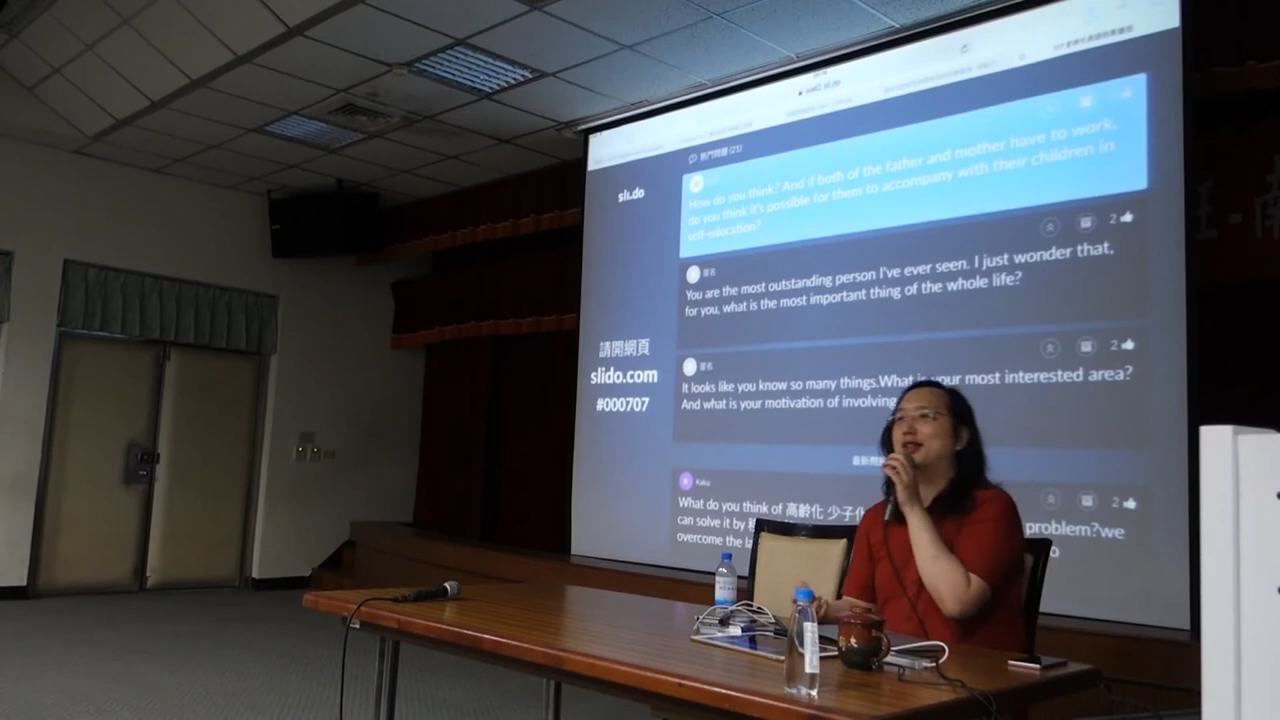 熱門問題 (21)
sli.do
How do you think? And if both of the father and mother have to work,
do you think it's possible for them to accompany with their children in
self-education?
2
匿名
You are the most outstanding person I've ever seen. I just wonder that,
for you, what is the most important thing of the whole life?
請開網頁
slido.com
#000707
2
匿名
It looks like you know so many things.What is your most interested area?
And what is your motivation of involving
最新問
2
Kaku
What do you think of 高齢化 少子化 problem?we
can solve it by
overcome the la